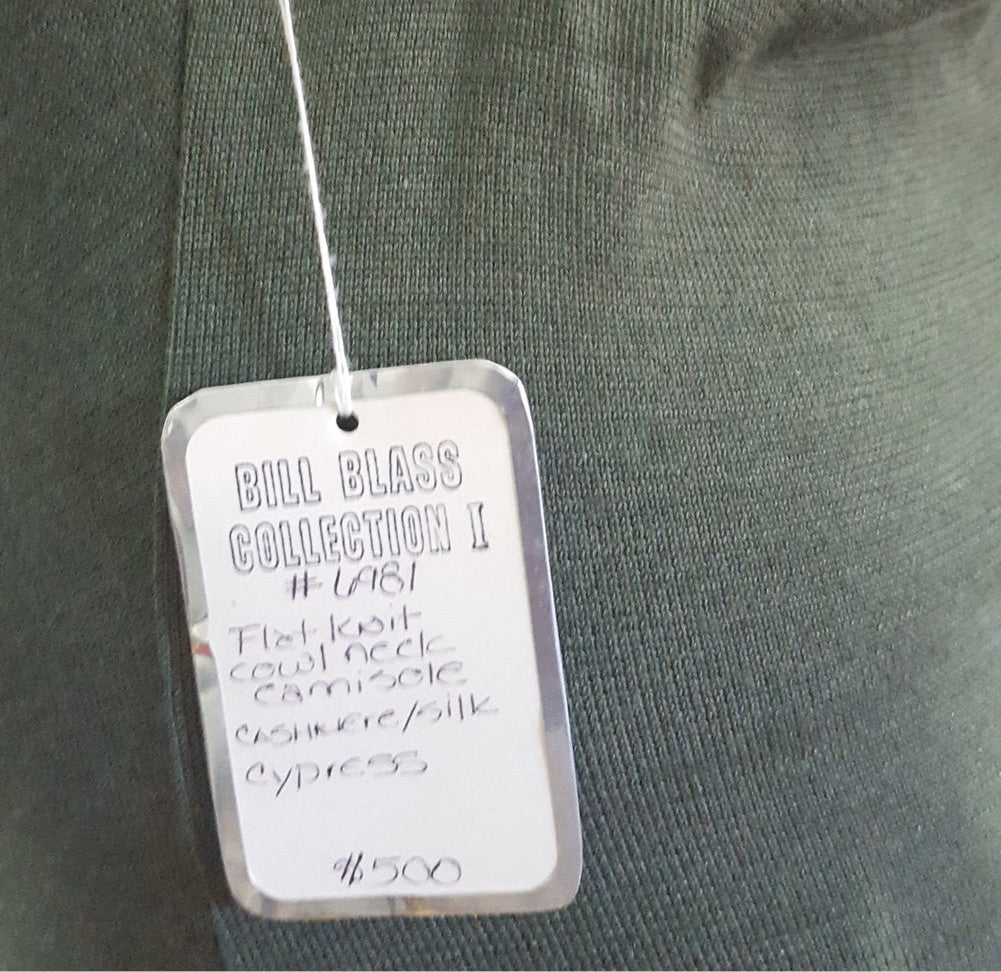 BILL BLASS
COLLECTION I
#6981
Flat knit
cowl neck
camisole
CASHMere/silk
cypress
$500